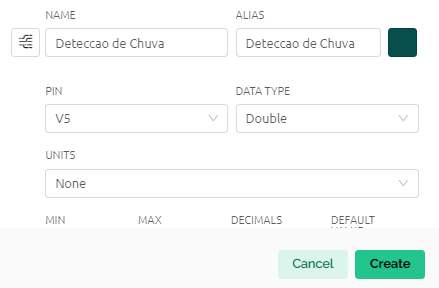 NAME
ALIAS
Deteccao de Chuva
Deteccao de Chuva
PIN
DATA TYPE
V5
Double
UNITS
None
MIN
MAX
DECIMALS
DEFAULT
Cancel
Create